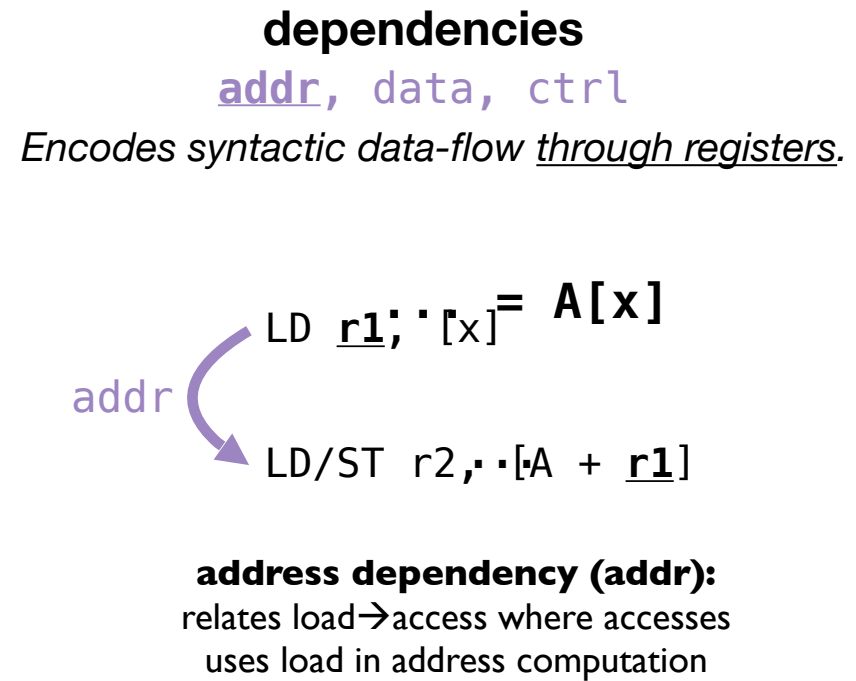 dependencies
addr, data, ctrl
Encodes syntactic data-flow through registers.
... = A[x]
LD r1, [x]
addr
LD/ST r2, [A + r1]
...
address dependency (addr):
relates load→access where accesses
uses load in address computation